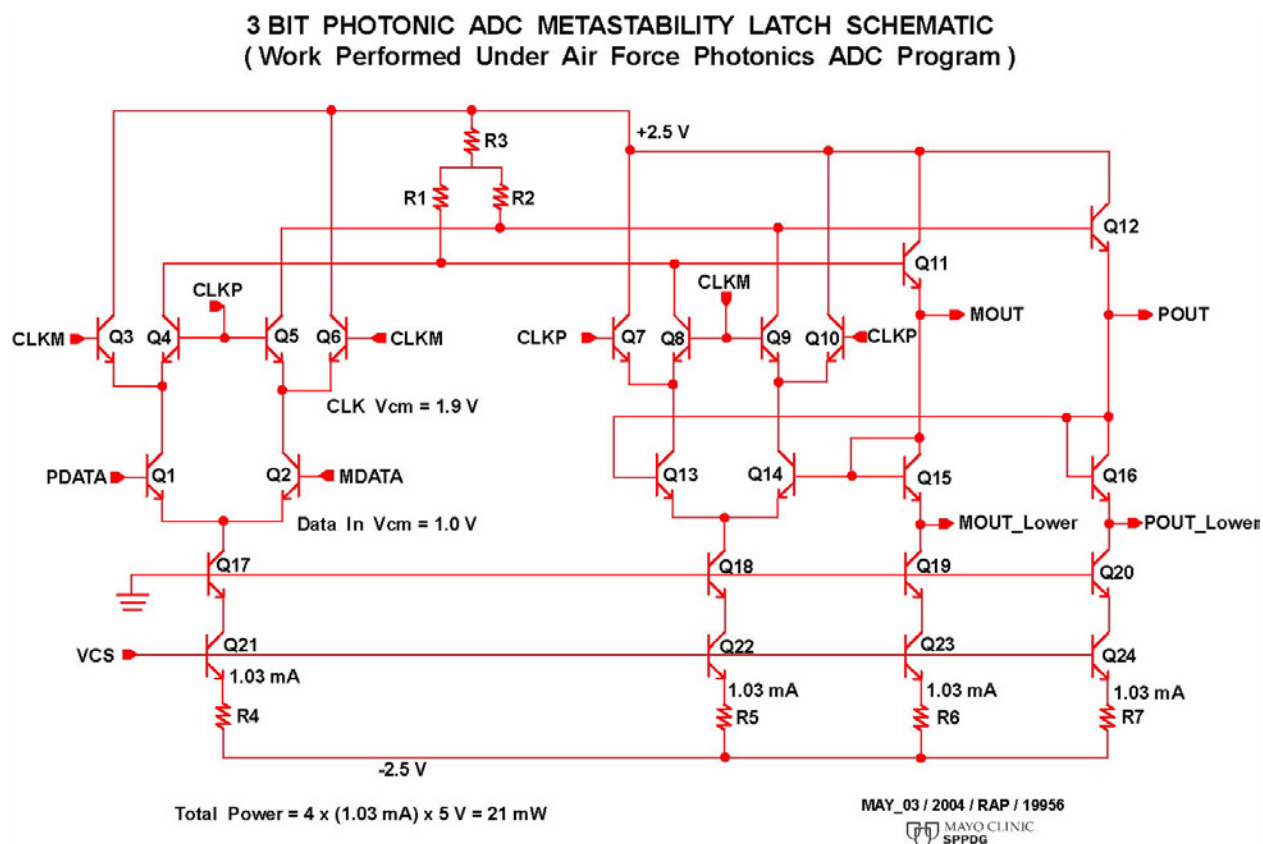 3 BIT PHOTONIC ADC METASTABILITY LATCH SCHEMATIC
( Work Performed Under Air Force Photonics ADC Program )
+2.5 V
R3
R1
R2
Q12
Q11
CLKP
CLKM
MOUT
POUT
CLKM
Q3
Q4
Q5
Q6
CLKM
CLKP
Q7
Q8
Q9
Q10
CLKP
CLK Vcm = 1.9 V
PDATA
Q1
Q2
MDATA
Q13
Q14
Q15
Q16
Data In Vcm = 1.0 V
MOUT_Lower
POUT_Lower
Q17
Q18
Q19
Q20
VCS
Q21
Q22
Q23
Q24
1.03 mA
1.03 mA
1.03 mA
1.03 mA
R4
R5
R6
R7
-2.5 V
Total Power = 4 x (1.03 mA) x 5 V = 21 mW
MAY_03 / 2004 / RAP / 19956
MAYO CLINIC
SPPDG